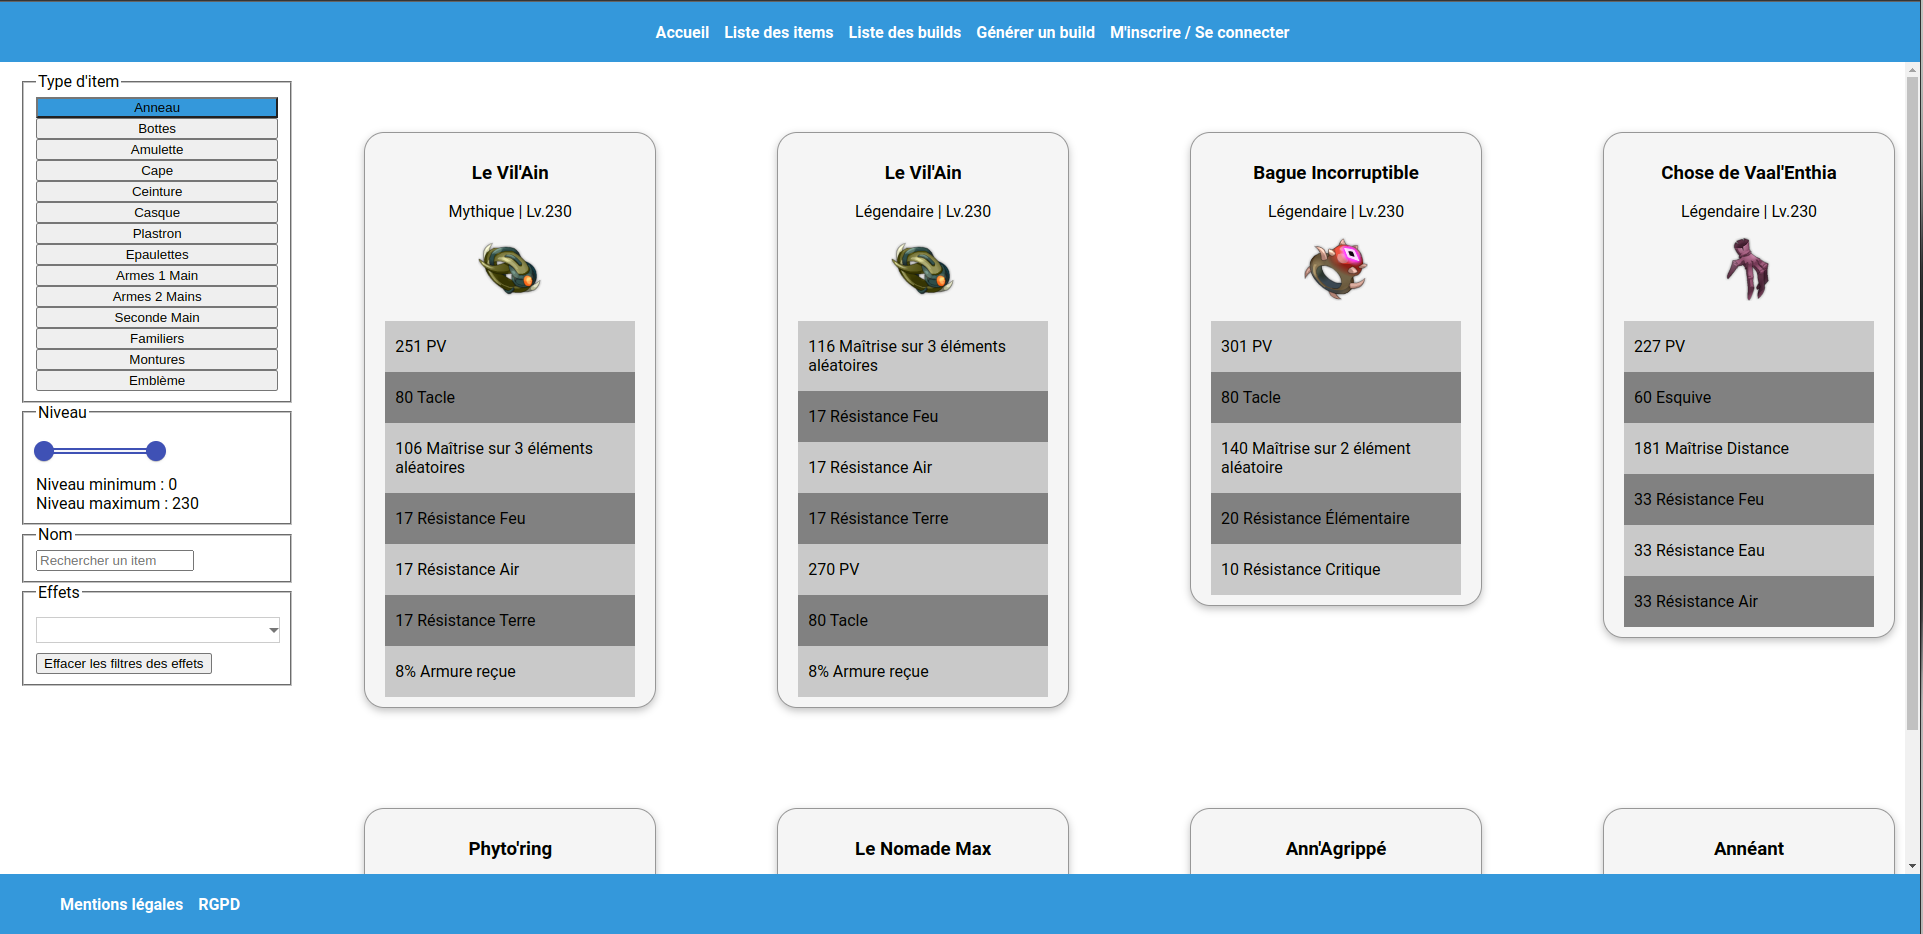 Accueil Liste des items Liste des builds Générer un build M'inscrire / Se connecter
Type d'item
Anneau
Bottes
Amulette
Cape
Ceinture
Casque
Plastron
Epaulettes
Armes 1 Main
Armes 2 Mains
Seconde Main
Familiers
Montures
Emblème
Niveau
Niveau minimum : 0
Niveau maximum : 230
Nom
Rechercher un item
Effets
Effacer les filtres des effets
Le Vil'Ain
Mythique | Lv.230
251 PV
80 Tacle
106 Maîtrise sur 3 éléments
aléatoires
17 Résistance Feu
17 Résistance Air
17 Résistance Terre
8% Armure reçue
Le Vil'Ain
Légendaire | Lv.230
116 Maîtrise sur 3 éléments
aléatoires
17 Résistance Feu
17 Résistance Air
17 Résistance Terre
270 PV
80 Tacle
8% Armure reçue
Bague Incorruptible
Légendaire | Lv.230
301 PV
80 Tacle
140 Maîtrise sur 2 élément
aléatoire
20 Résistance Élémentaire
10 Résistance Critique
Chose de Vaal'Enthia
Légendaire | Lv.230
227 PV
60 Esquive
181 Maîtrise Distance
33 Résistance Feu
33 Résistance Eau
33 Résistance Air
Phyto'ring
Le Nomade Max
Ann'Agrippé
Annéant
Mentions légales RGPD